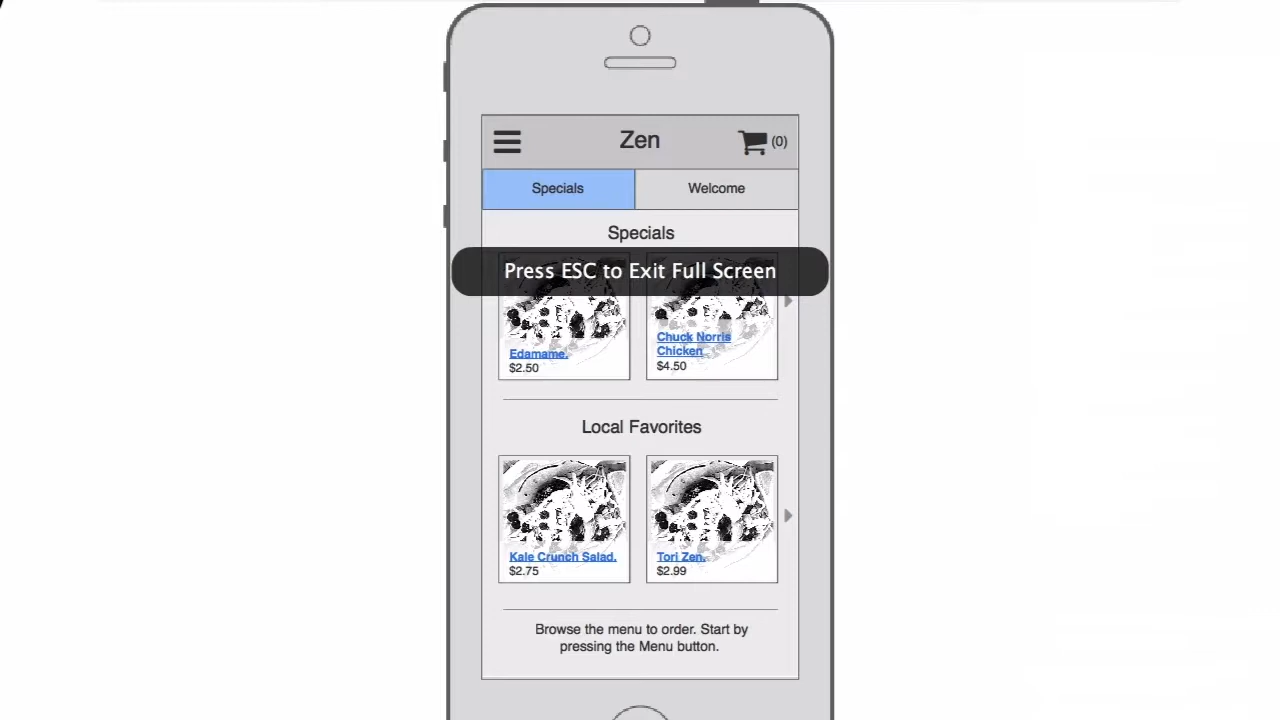 Zen
(0)
Specials
Welcome
Specials
Press ESC to Exit Full Screen
Edamame.
$2.50
Chuck Norris
Chicken
$4.50
Local Favorites
Kale Crunch Salad.
$2.75
Tori Zen.
$2.99
Browse the menu to order. Start by
pressing the Menu button.